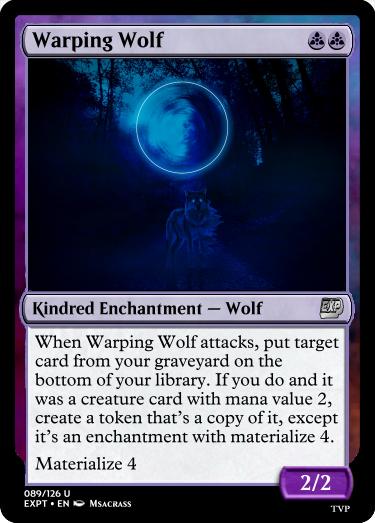 Warping Wolf
Kindred Enchantment — Wolf
EXP
When Warping Wolf attacks, put target
card from your graveyard on the
bottom of your library. If you do and it
was a creature card with mana value 2,
create a token that's a copy of it, except
it's an enchantment with materialize 4.
Materialize 4
2/2
089/126 U
EXPT • EN Msacrass
TVP